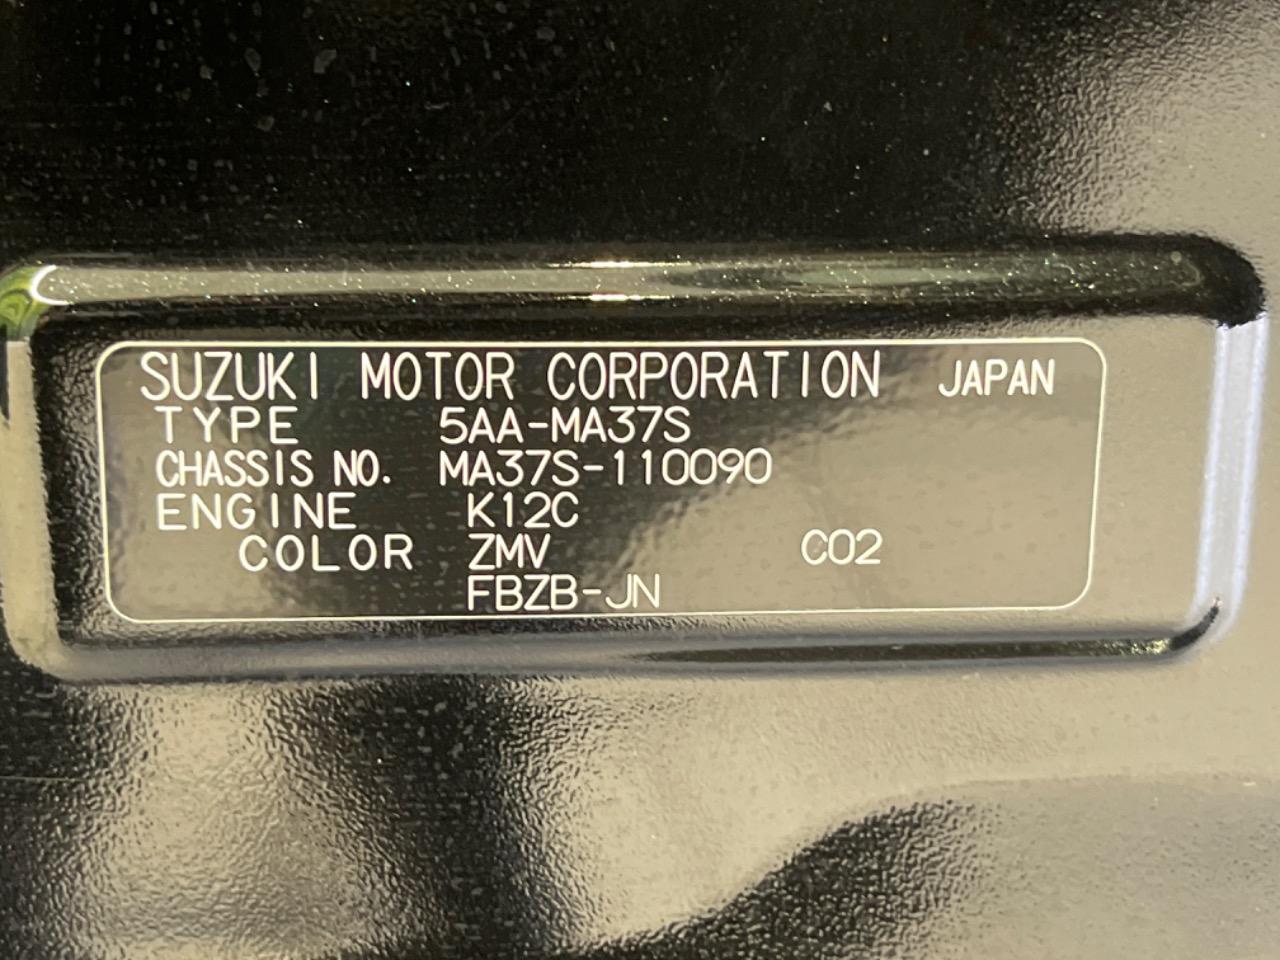 SUZUKI MOTOR CORPORATION JAPAN
TYPE 5AA-MA37S
CHASSIS NO. MA37S-110090
ENGINE K12C
COLOR ZMV C02
FBZB-JN